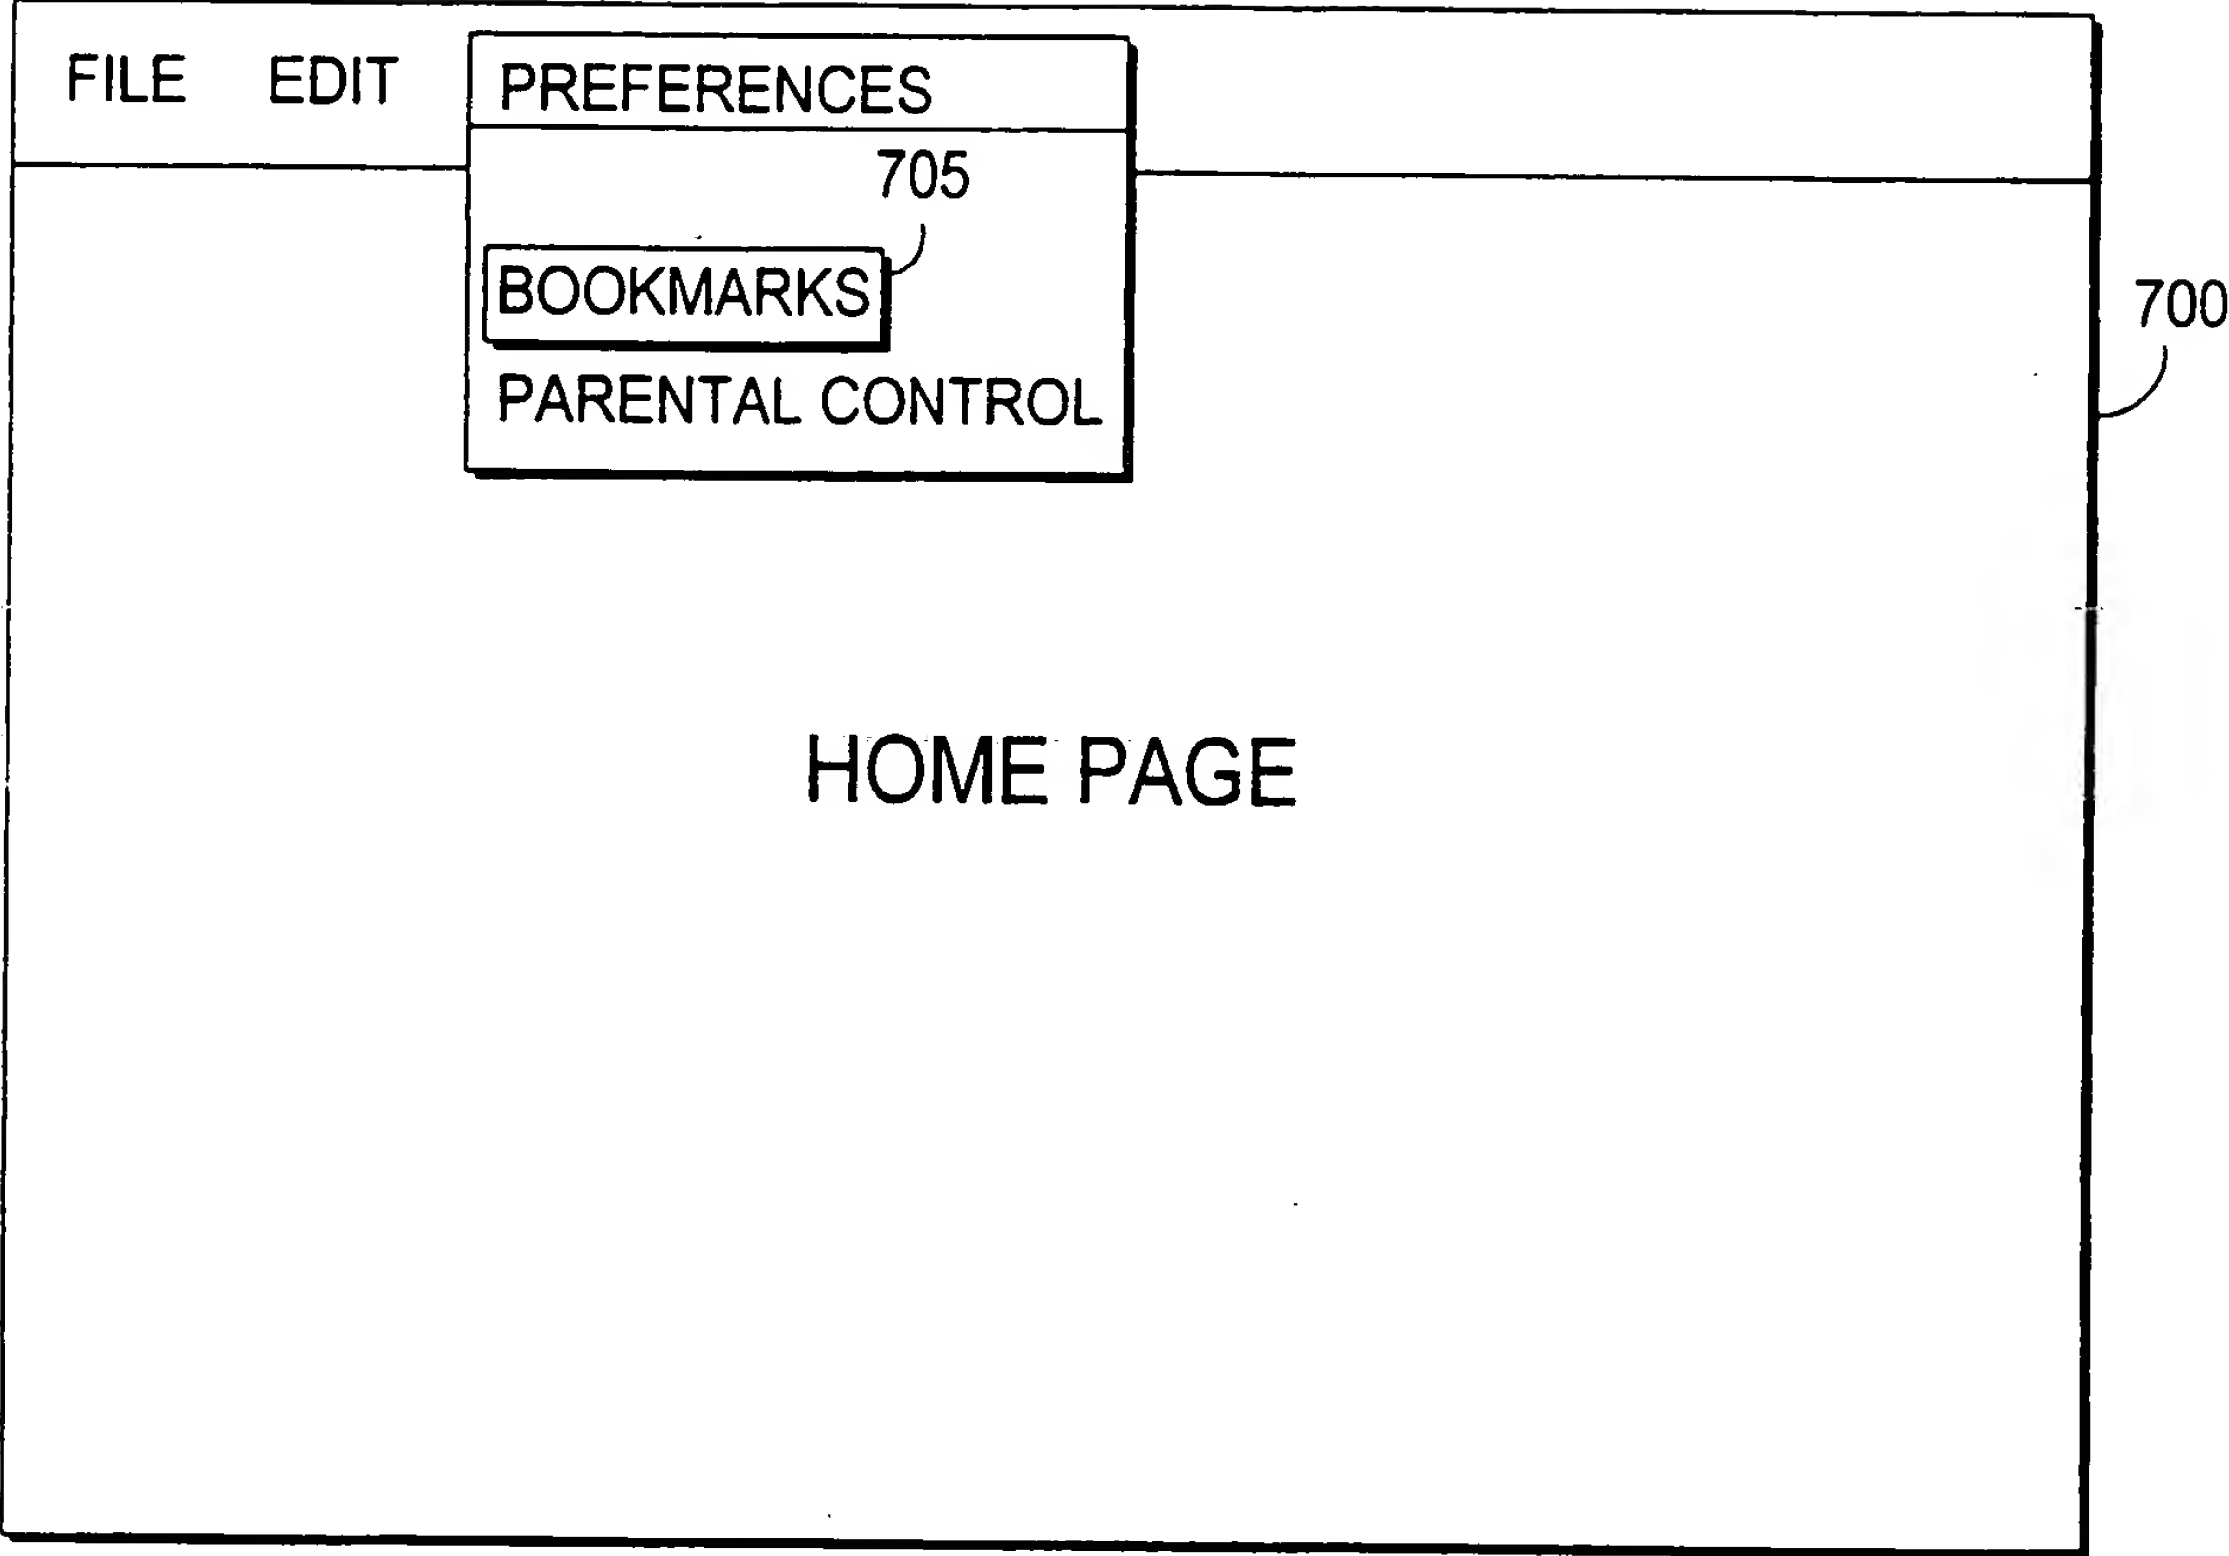 FILE EDIT PREFERENCES
705
BOOKMARKS
700
PARENTAL CONTROL
HOME PAGE